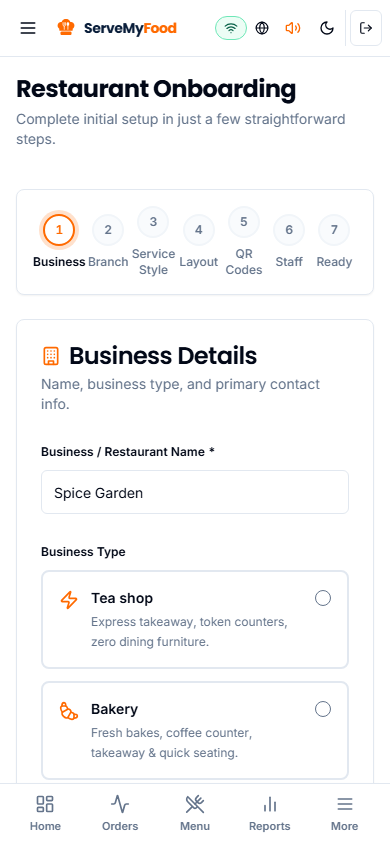 ServeMyFood
Restaurant Onboarding
Complete initial setup in just a few straightforward
steps.
1 2 3 4 5 6 7
Business Branch Service Style Layout QR Codes Staff Ready
Business Details
Name, business type, and primary contact
info.
Business / Restaurant Name *
Spice Garden
Business Type
Tea shop
Express takeaway, token counters,
zero dining furniture.
Bakery
Fresh bakes, coffee counter,
takeaway & quick seating.
Home Orders Menu Reports More